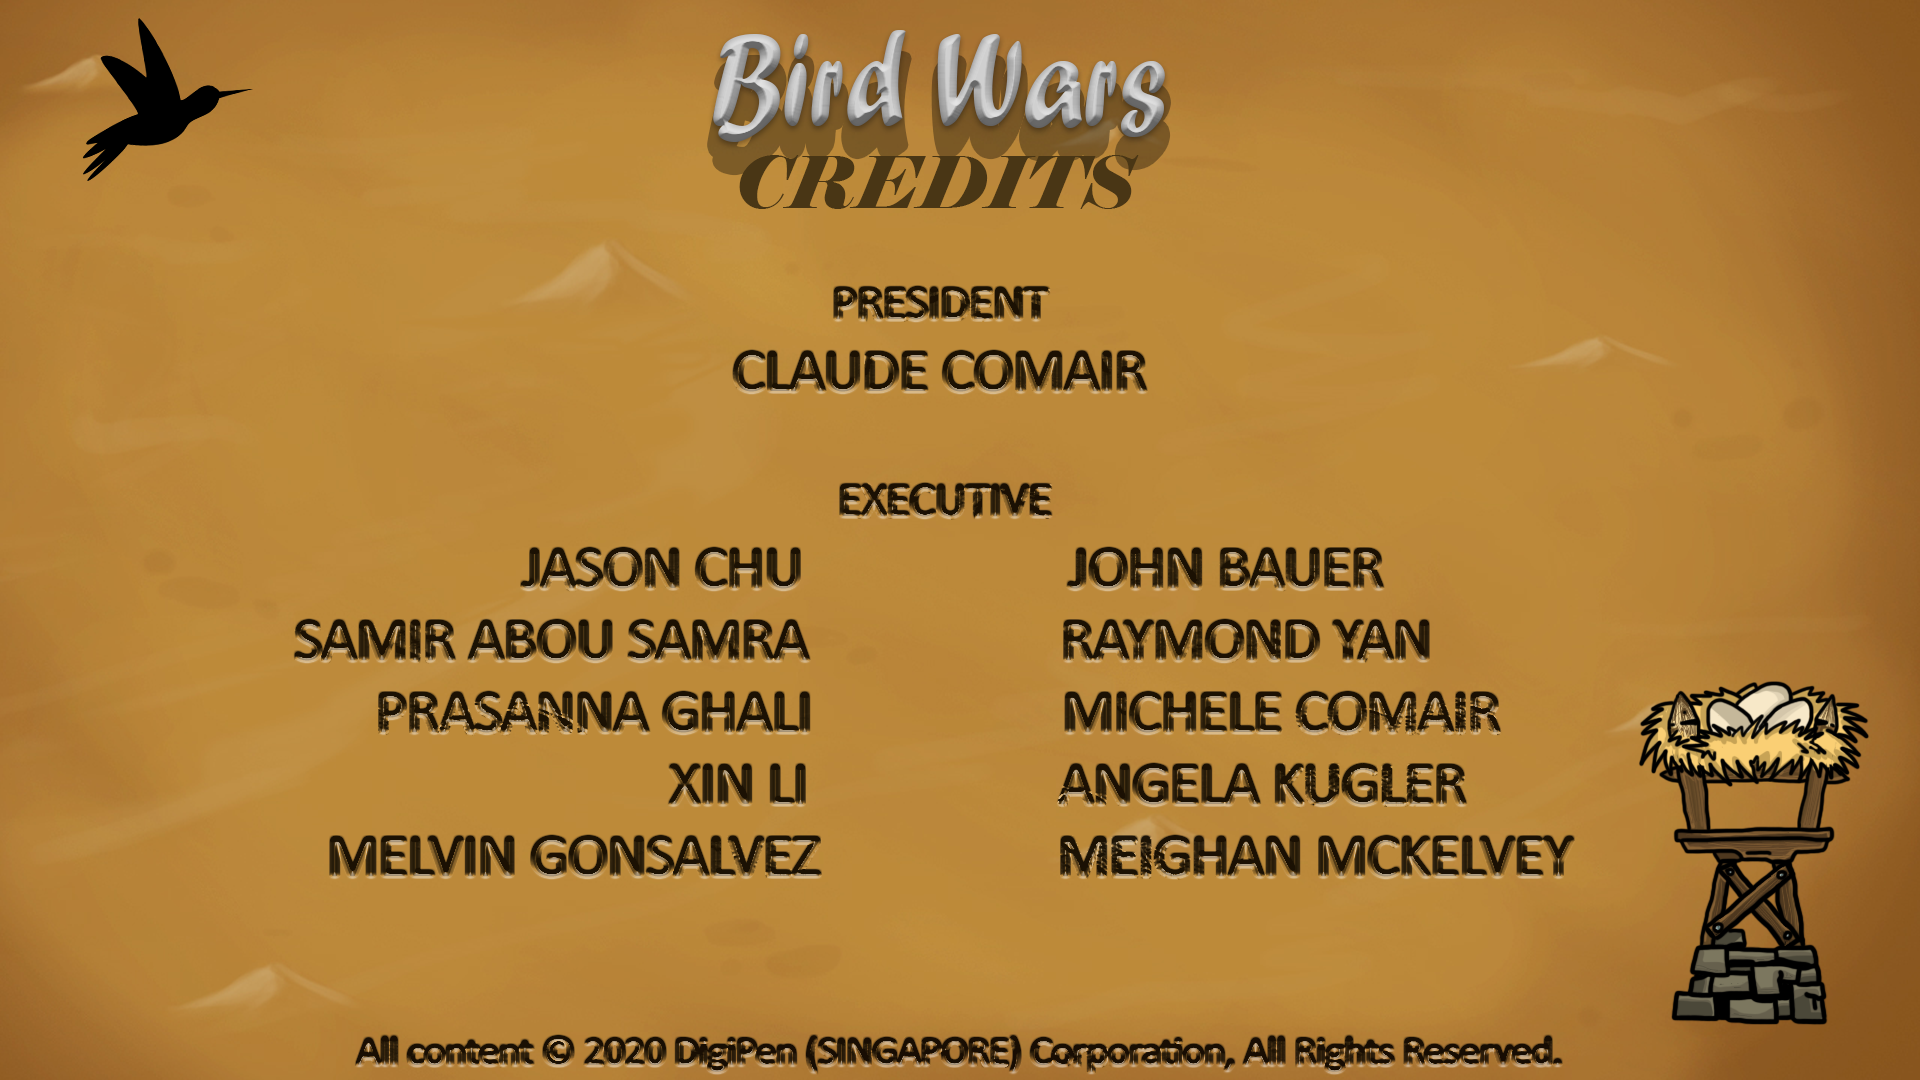 Bird Wars
CREDITS
PRESIDENT
CLAUDE COMAIR
EXECUTIVE
JASON CHU JOHN BAUER
SAMIR ABOU SAMRA RAYMOND YAN
PRASANNA GHALI MICHELE COMAIR
XIN LI ANGELA KUGLER
MELVIN GONSALVEZ MEIGHAN MCKELVEY
All content © 2020 DigiPen (SINGAPORE) Corporation, All Rights Reserved.